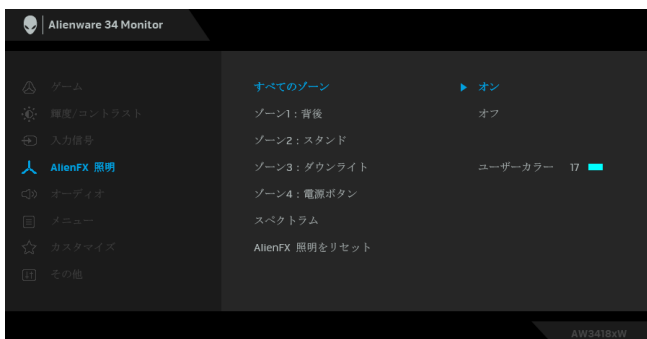 Alienware 34 Monitor
ゲーム
輝度/コントラスト
入力信号
AlienFX 照明
オーディオ
メニュー
カスタマイズ
その他
すべてのゾーン
ゾーン1：背後
ゾーン2：スタンド
ゾーン3：ダウンライト
ゾーン4：電源ボタン
スペクトラム
AlienFX 照明をリセット
オン
オフ
ユーザーカラー 17
AW3418xW